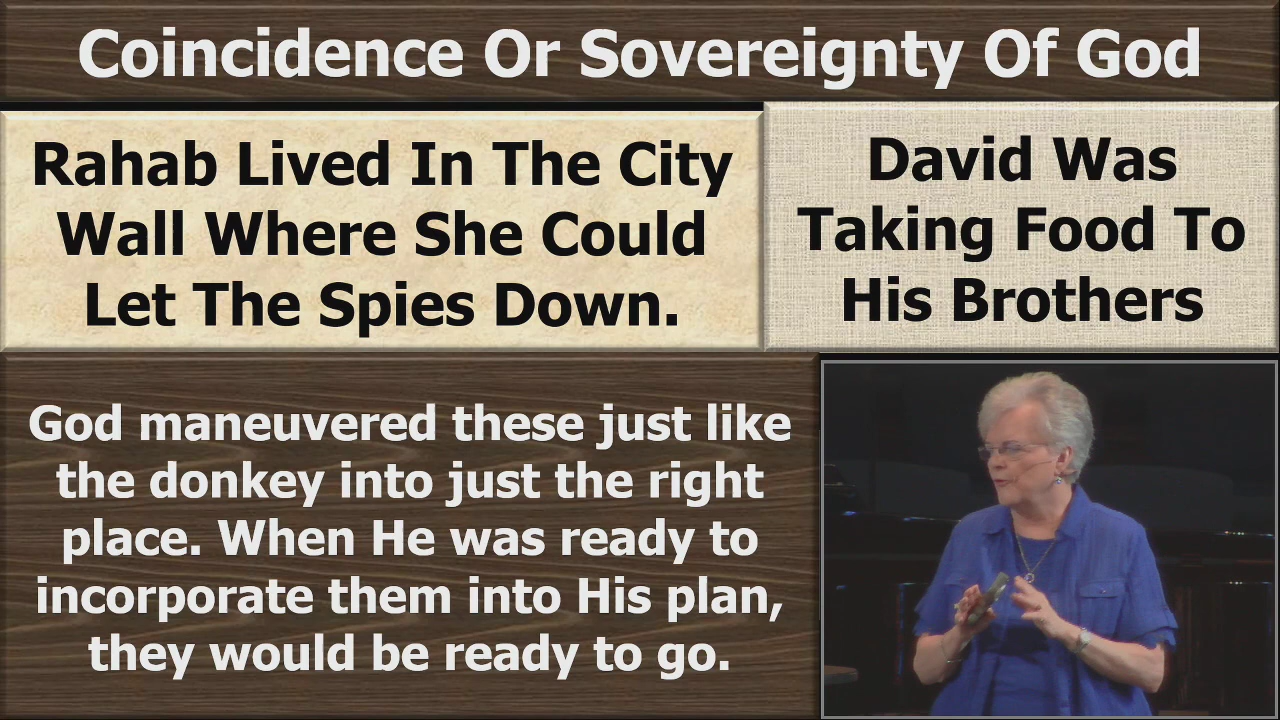 Coincidence Or Sovereignty Of God
Rahab Lived In The City
Wall Where She Could
Let The Spies Down.
David Was
Taking Food To
His Brothers
God maneuvered these just like
the donkey into just the right
place. When He was ready to
incorporate them into His plan,
they would be ready to go.